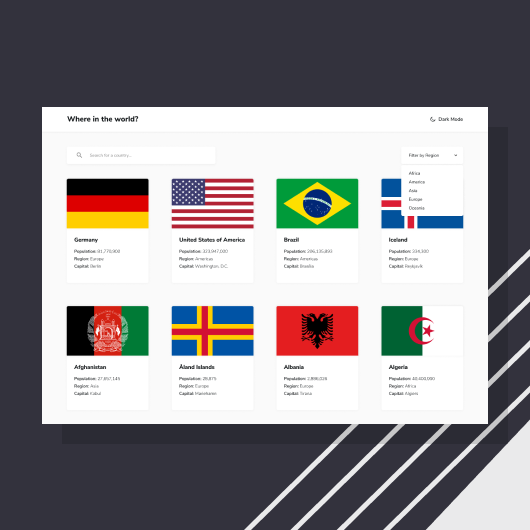 Where in the world?
Dark Mode
Search for a country…
Filter by Region
Africa
America
Asia
Europe
Oceania
Germany
Population: 81,770,900
Region: Europe
Capital: Berlin
United States of America
Population: 323,947,000
Region: Americas
Capital: Washington, D.C.
Brazil
Population: 206,135,893
Region: Americas
Capital: Brasília
Iceland
Population: 334,300
Region: Europe
Capital: Reykjavík
Afghanistan
Population: 27,657,145
Region: Asia
Capital: Kabul
Åland Islands
Population: 28,875
Region: Europe
Capital: Mariehamn
Albania
Population: 2,886,026
Region: Europe
Capital: Tirana
Algeria
Population: 40,400,000
Region: Africa
Capital: Algiers